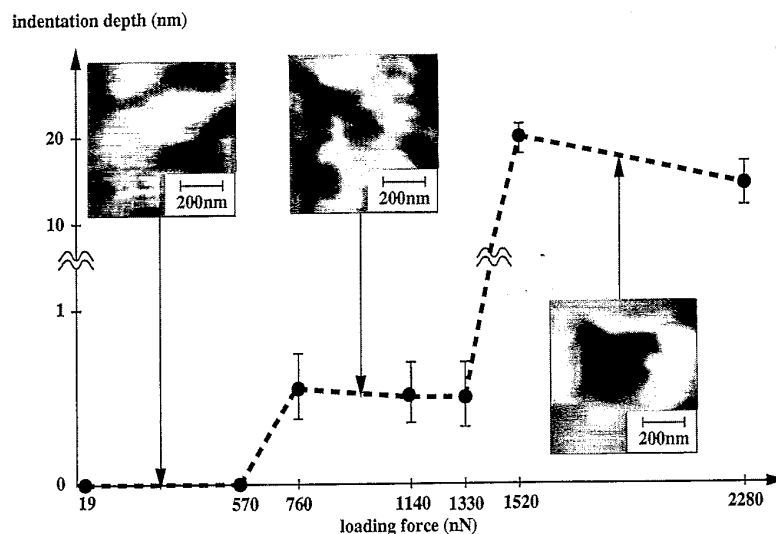 indentation depth (nm)
20
10
1
0
200nm
200nm
200nm
19
570
760
1140
1330
1520
2280
loading force (nN)